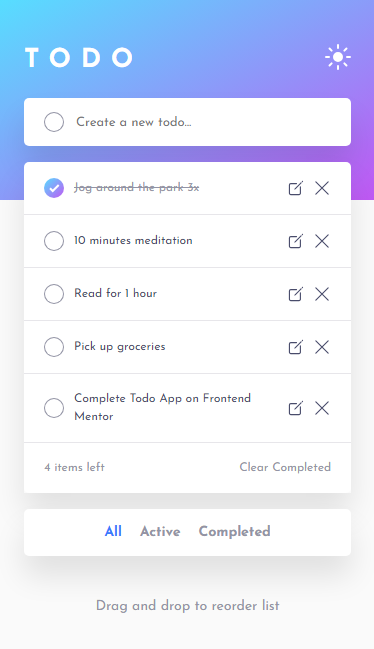 TODO
Create a new todo...
Jog around the park 3x
10 minutes meditation
Read for 1 hour
Pick up groceries
Complete Todo App on Frontend
Mentor
4 items left
Clear Completed
All
Active
Completed
Drag and drop to reorder list